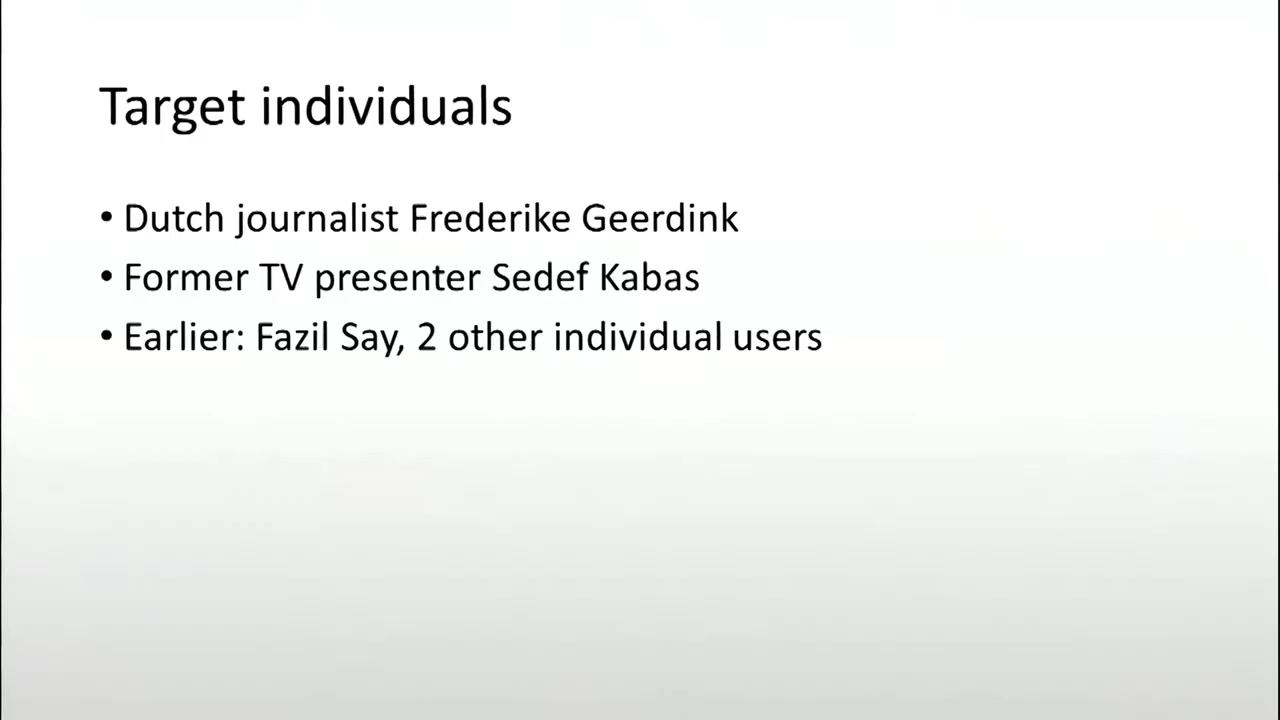 Target individuals
• Dutch journalist Frederike Geerdink
• Former TV presenter Sedef Kabas
• Earlier: Fazil Say, 2 other individual users